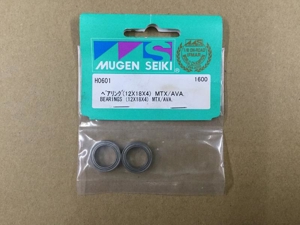 MUGEN SEIKI
H0601 1600
ベアリング(12X18X4) MTX/AVA.
BEARINGS (12X18X4) MTX/AVA.